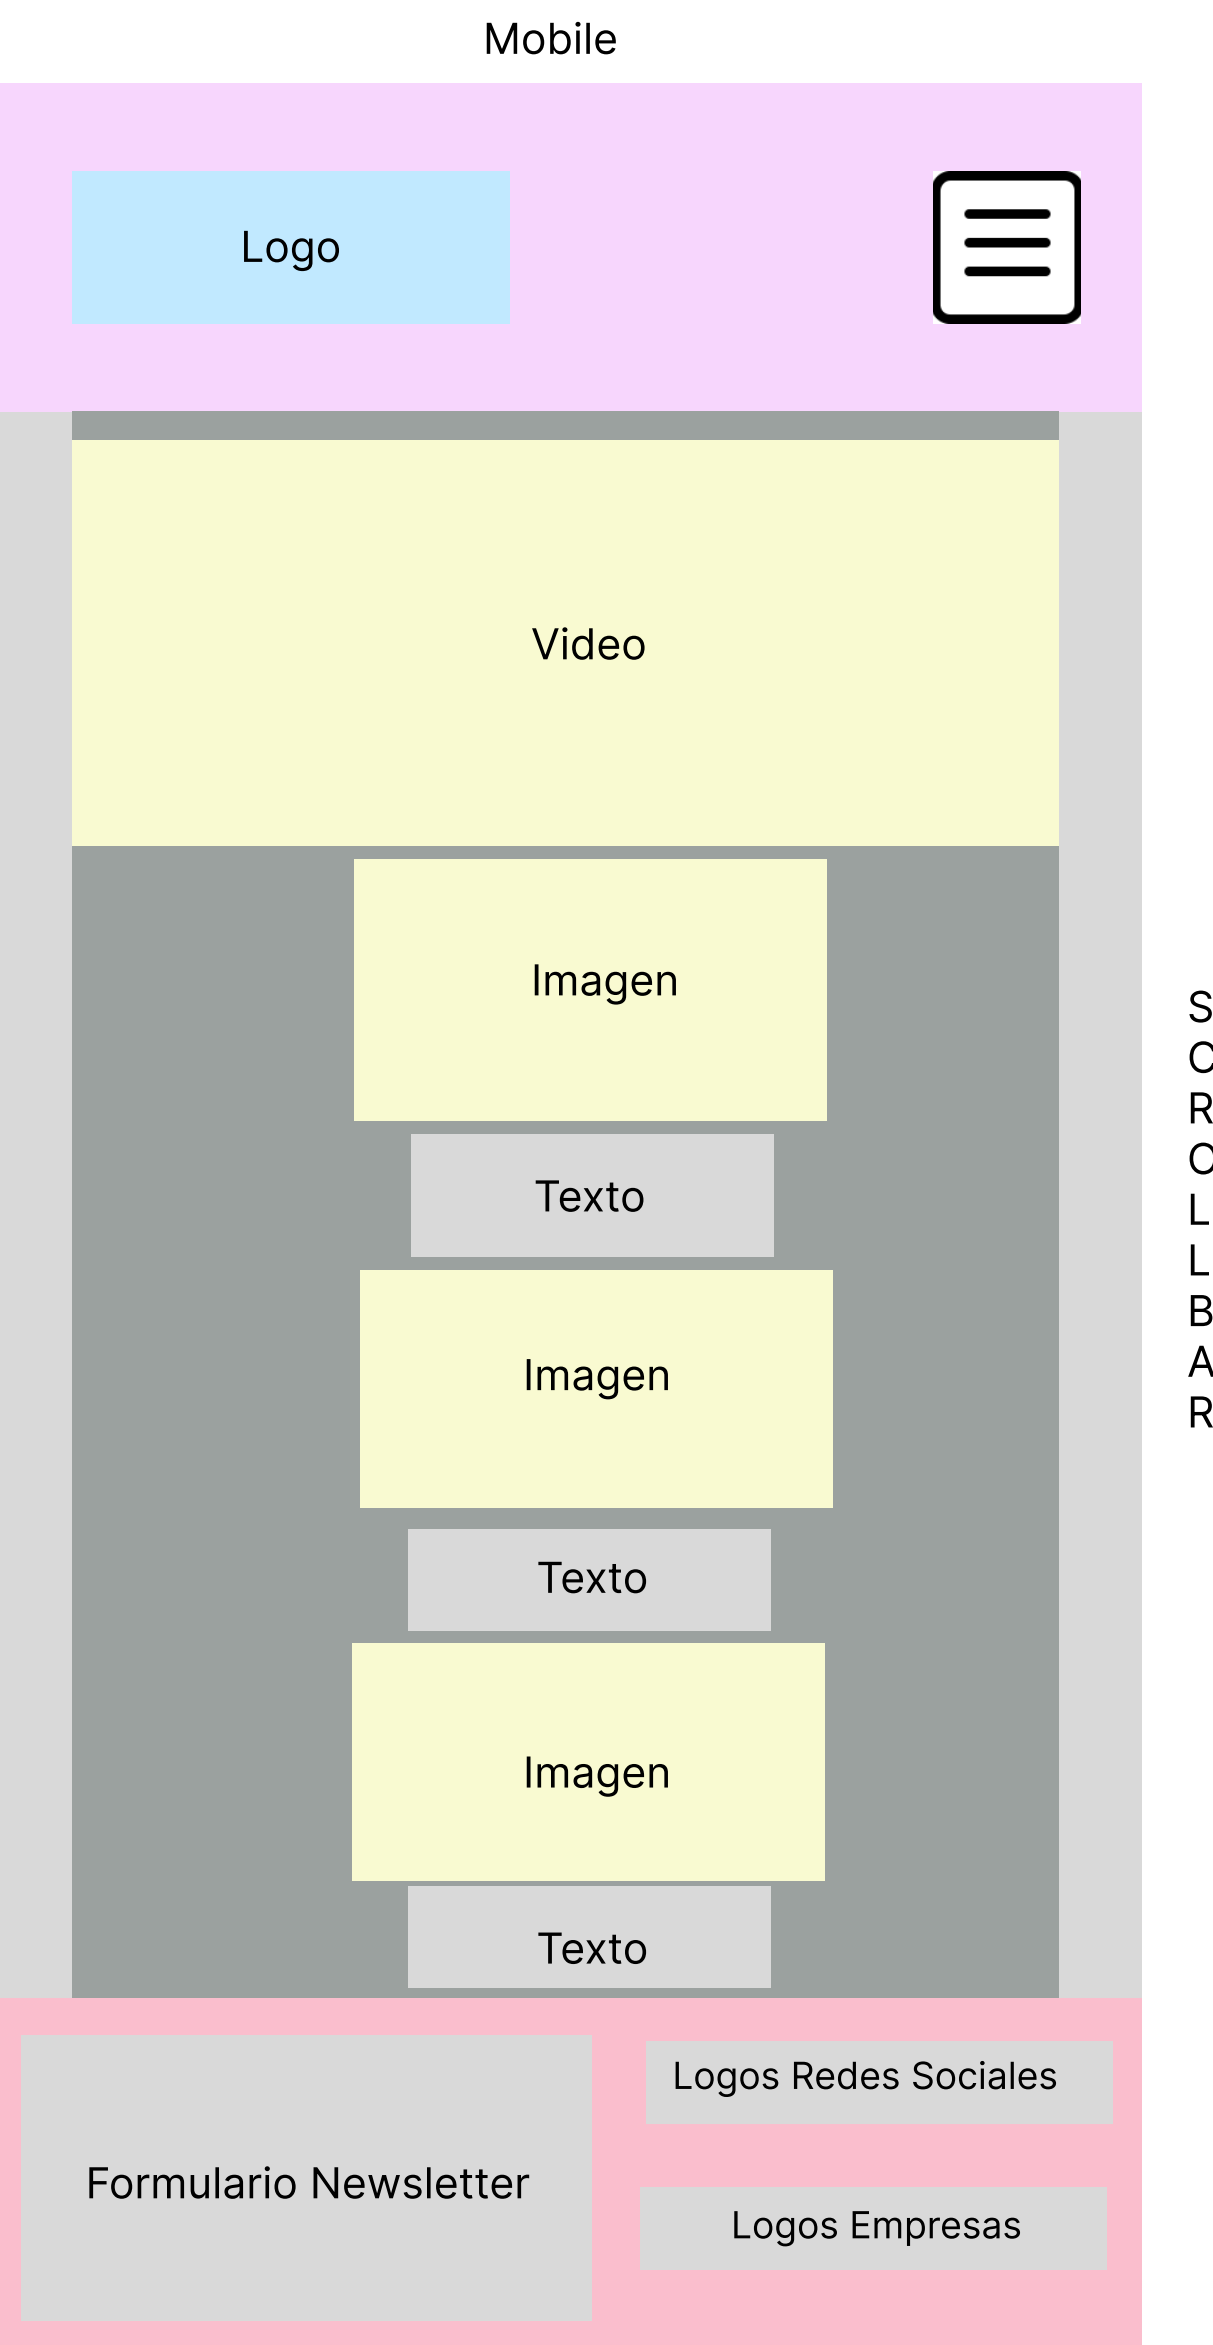 Mobile
Logo
Video
Imagen
Texto
Imagen
Texto
Imagen
Texto
S
C
R
O
L
L
B
A
R
Formulario Newsletter
Logos Redes Sociales
Logos Empresas